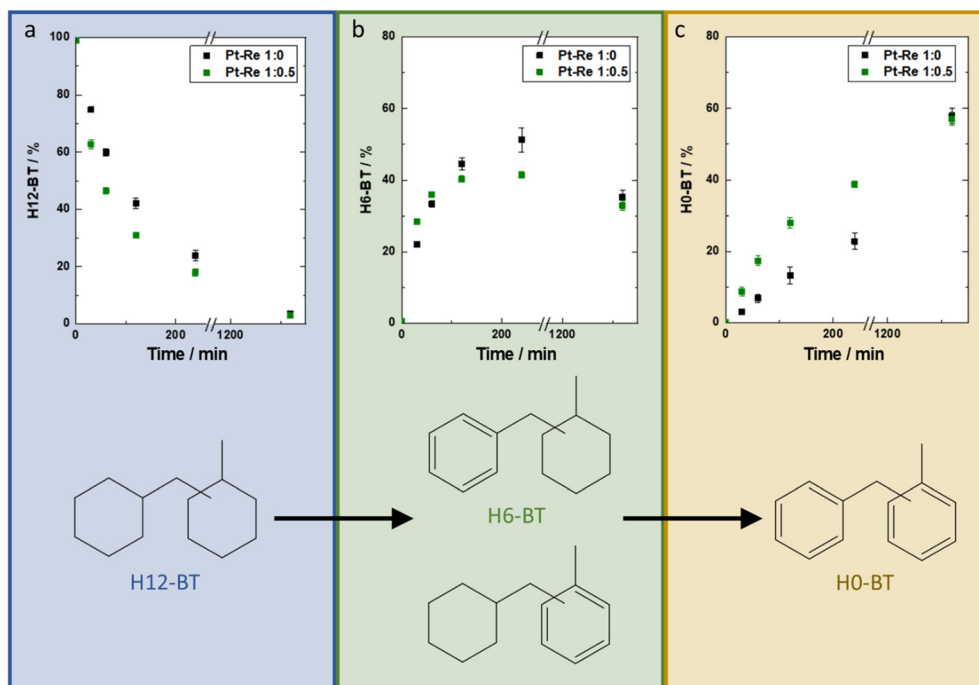 a
//
Pt-Re 1:0
Pt-Re 1:0.5
100
80
60
40
20
0
H12-BT / %
0
200
//
1200
Time / min
H12-BT
b
//
Pt-Re 1:0
Pt-Re 1:0.5
80
60
40
20
0
H6-BT / %
0
200
//
1200
Time / min
H6-BT
c
//
Pt-Re 1:0
Pt-Re 1:0.5
80
60
40
20
0
H0-BT / %
0
200
//
1200
Time / min
H0-BT